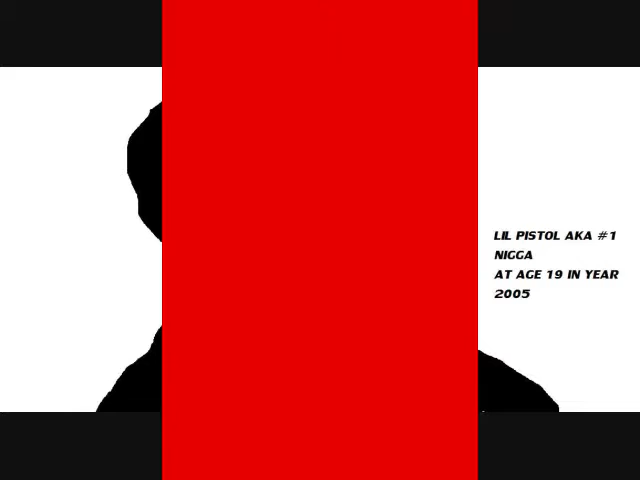 LIL PISTOL AKA #1
NIGGA
AT AGE 19 IN YEAR
2005